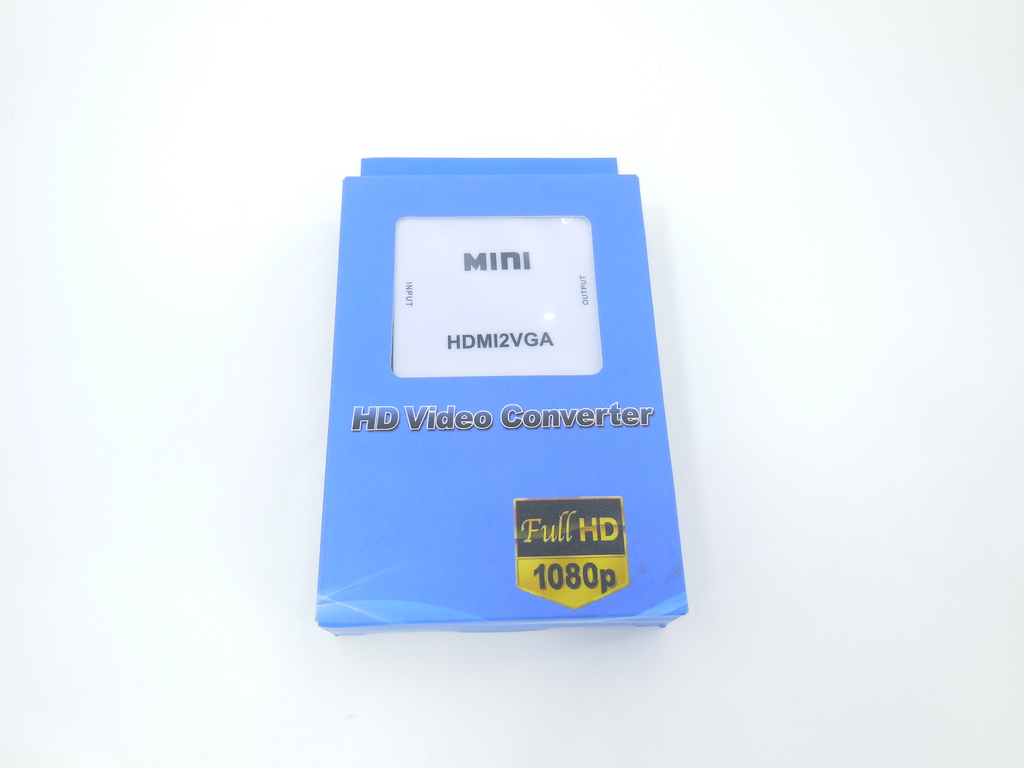 MINI
INPUT
OUTPUT
HDMI2VGA
HD Video Converter
Full HD
1080p